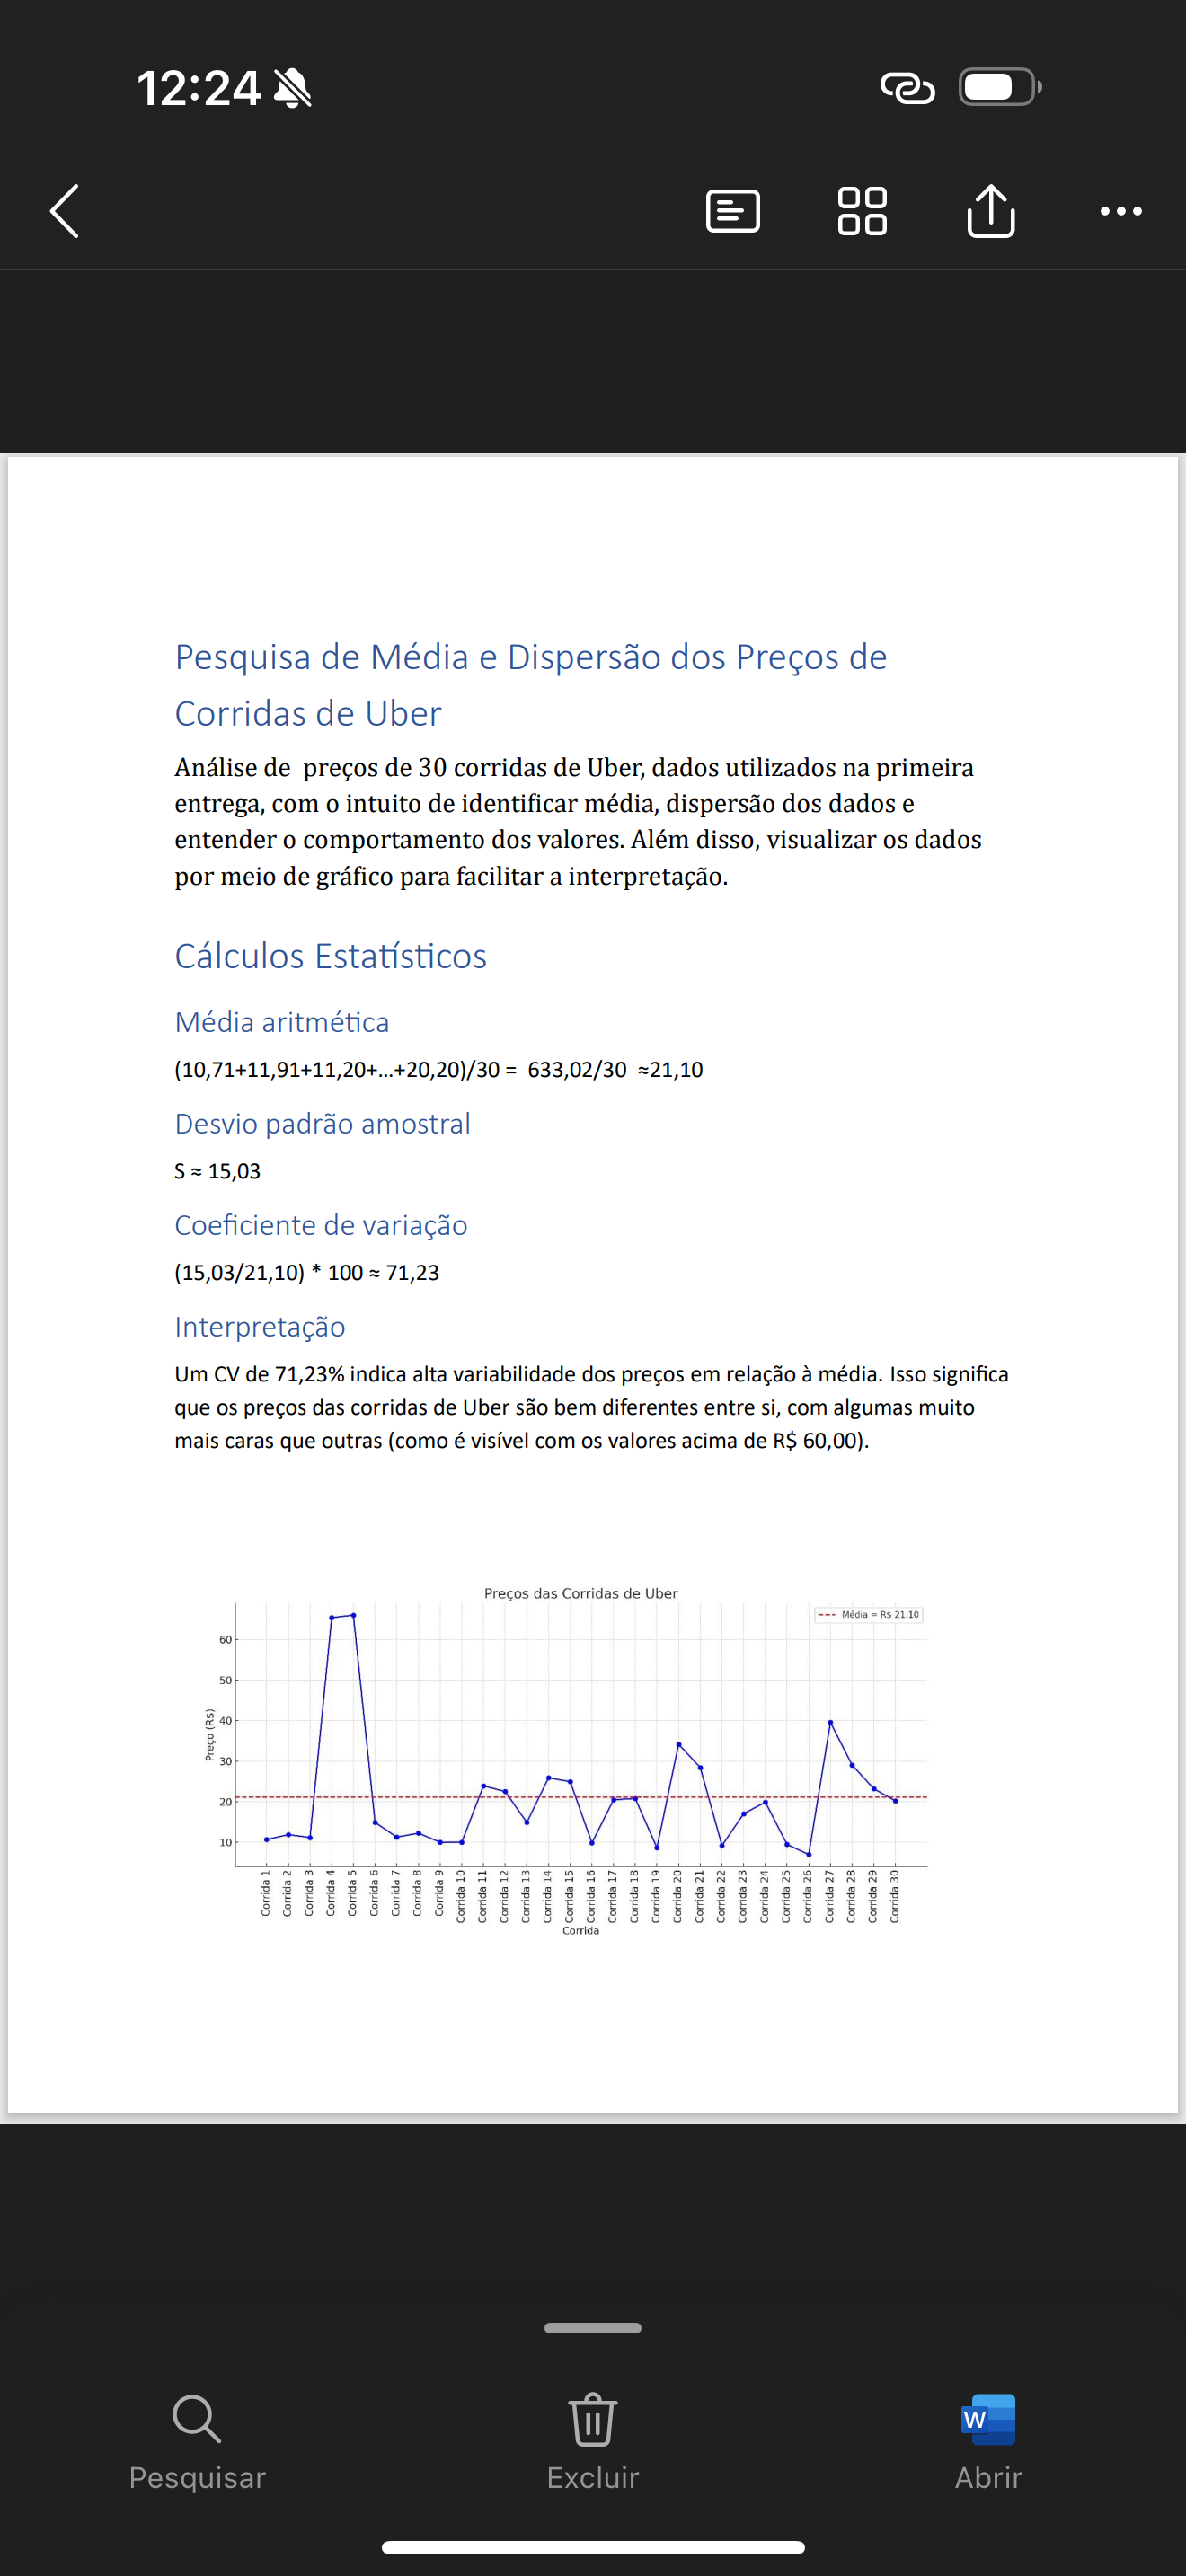 12:24
Pesquisa de Média e Dispersão dos Preços de
Corridas de Uber
Análise de  preços de 30 corridas de Uber, dados utilizados na primeira
entrega, com o intuito de identificar média, dispersão dos dados e
entender o comportamento dos valores. Além disso, visualizar os dados
por meio de gráfico para facilitar a interpretação.
Cálculos Estatísticos
Média aritmética
(10,71+11,91+11,20+...+20,20)/30 =  633,02/30  ≈21,10
Desvio padrão amostral
S ≈ 15,03
Coeficiente de variação
(15,03/21,10) * 100 ≈ 71,23
Interpretação
Um CV de 71,23% indica alta variabilidade dos preços em relação à média. Isso significa
que os preços das corridas de Uber são bem diferentes entre si, com algumas muito
mais caras que outras (como é visível com os valores acima de R$ 60,00).
Preços das Corridas de Uber
Média = R$ 21.10
Preço (R$)
60
50
40
30
20
10
Corrida 1
Corrida 2
Corrida 3
Corrida 4
Corrida 5
Corrida 6
Corrida 7
Corrida 8
Corrida 9
Corrida 10
Corrida 11
Corrida 12
Corrida 13
Corrida 14
Corrida 15
Corrida 16
Corrida 17
Corrida 18
Corrida 19
Corrida 20
Corrida 21
Corrida 22
Corrida 23
Corrida 24
Corrida 25
Corrida 26
Corrida 27
Corrida 28
Corrida 29
Corrida 30
Corrida
W
Pesquisar
Excluir
Abrir